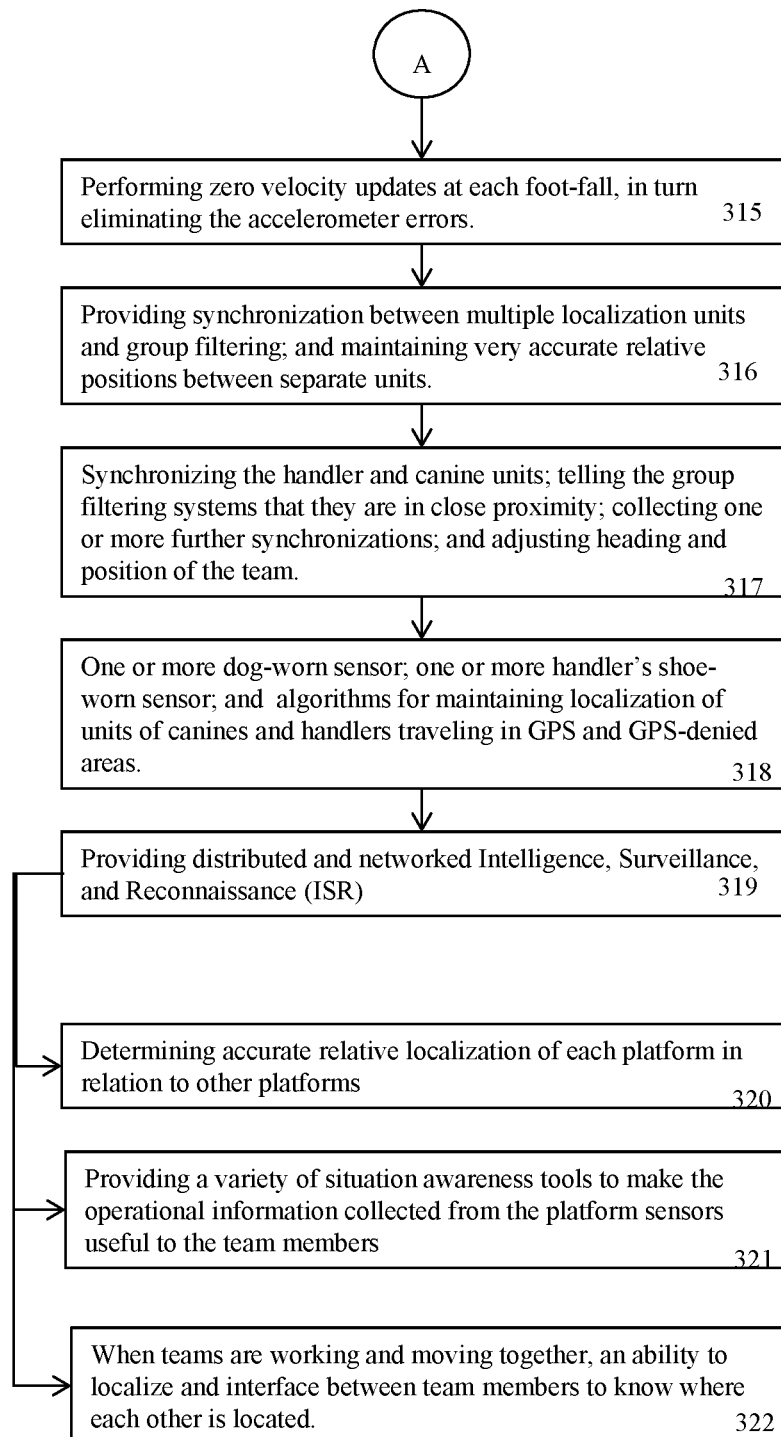 A
Performing zero velocity updates at each foot-fall, in turn
eliminating the accelerometer errors.
315
Providing synchronization between multiple localization units
and group filtering; and maintaining very accurate relative
positions between separate units.
316
Synchronizing the handler and canine units; telling the group
filtering systems that they are in close proximity; collecting one
or more further synchronizations; and adjusting heading and
position of the team.
317
One or more dog-worn sensor; one or more handler's shoe-
worn sensor; and algorithms for maintaining localization of
units of canines and handlers traveling in GPS and GPS-denied
areas.
318
Providing distributed and networked Intelligence, Surveillance,
and Reconnaissance (ISR)
319
Determining accurate relative localization of each platform in
relation to other platforms
320
Providing a variety of situation awareness tools to make the
operational information collected from the platform sensors
useful to the team members
321
When teams are working and moving together, an ability to
localize and interface between team members to know where
each other is located.
322